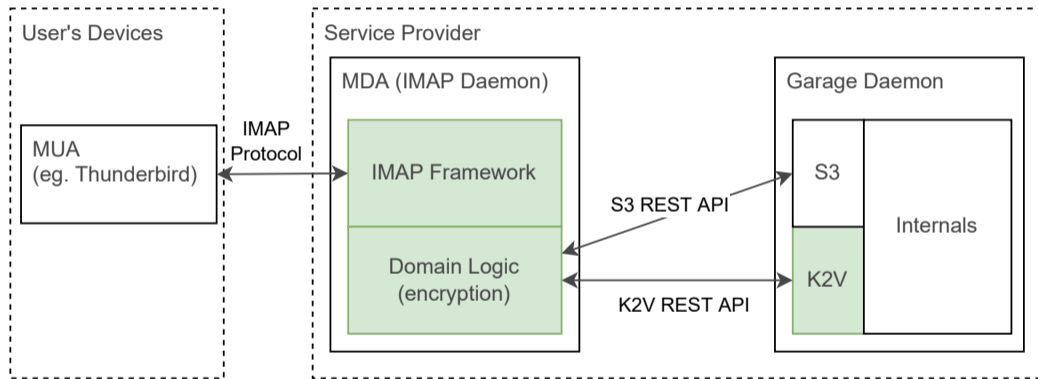 User's Devices
MUA
(eg. Thunderbird)
IMAP
Protocol
Service Provider
MDA (IMAP Daemon)
IMAP Framework
Domain Logic
(encryption)
S3 REST API
K2V REST API
Garage Daemon
S3
K2V
Internals